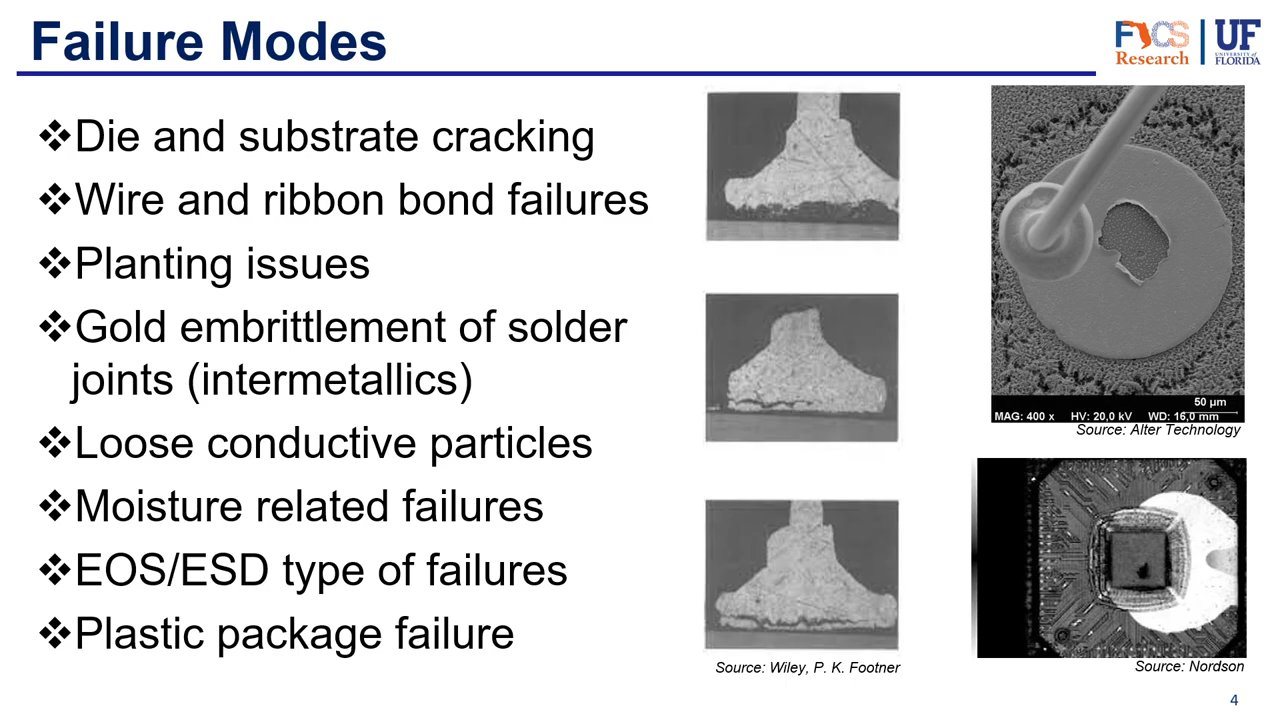 Failure Modes
FICS
Research
UF
UNIVERSITY of
FLORIDA
❖Die and substrate cracking
❖Wire and ribbon bond failures
❖Planting issues
❖Gold embrittlement of solder
joints (intermetallics)
❖Loose conductive particles
❖Moisture related failures
❖EOS/ESD type of failures
❖Plastic package failure
Source: Wiley, P. K. Footner
50 µm
MAG: 400 x HV: 20,0 kV WD: 16,0 mm
Source: Alter Technology
Source: Nordson
4